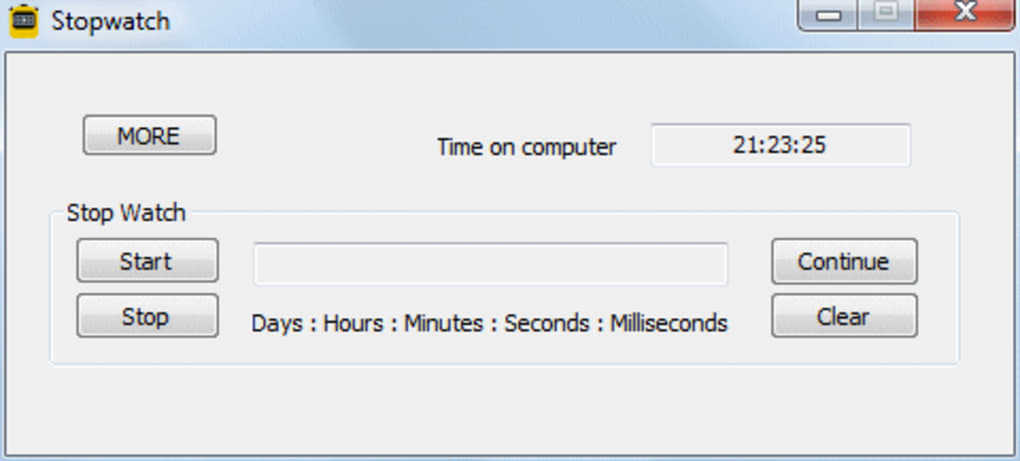 Stopwatch
MORE
Time on computer 21:23:25
Stop Watch
Start Continue
Stop Days : Hours : Minutes : Seconds : Milliseconds Clear